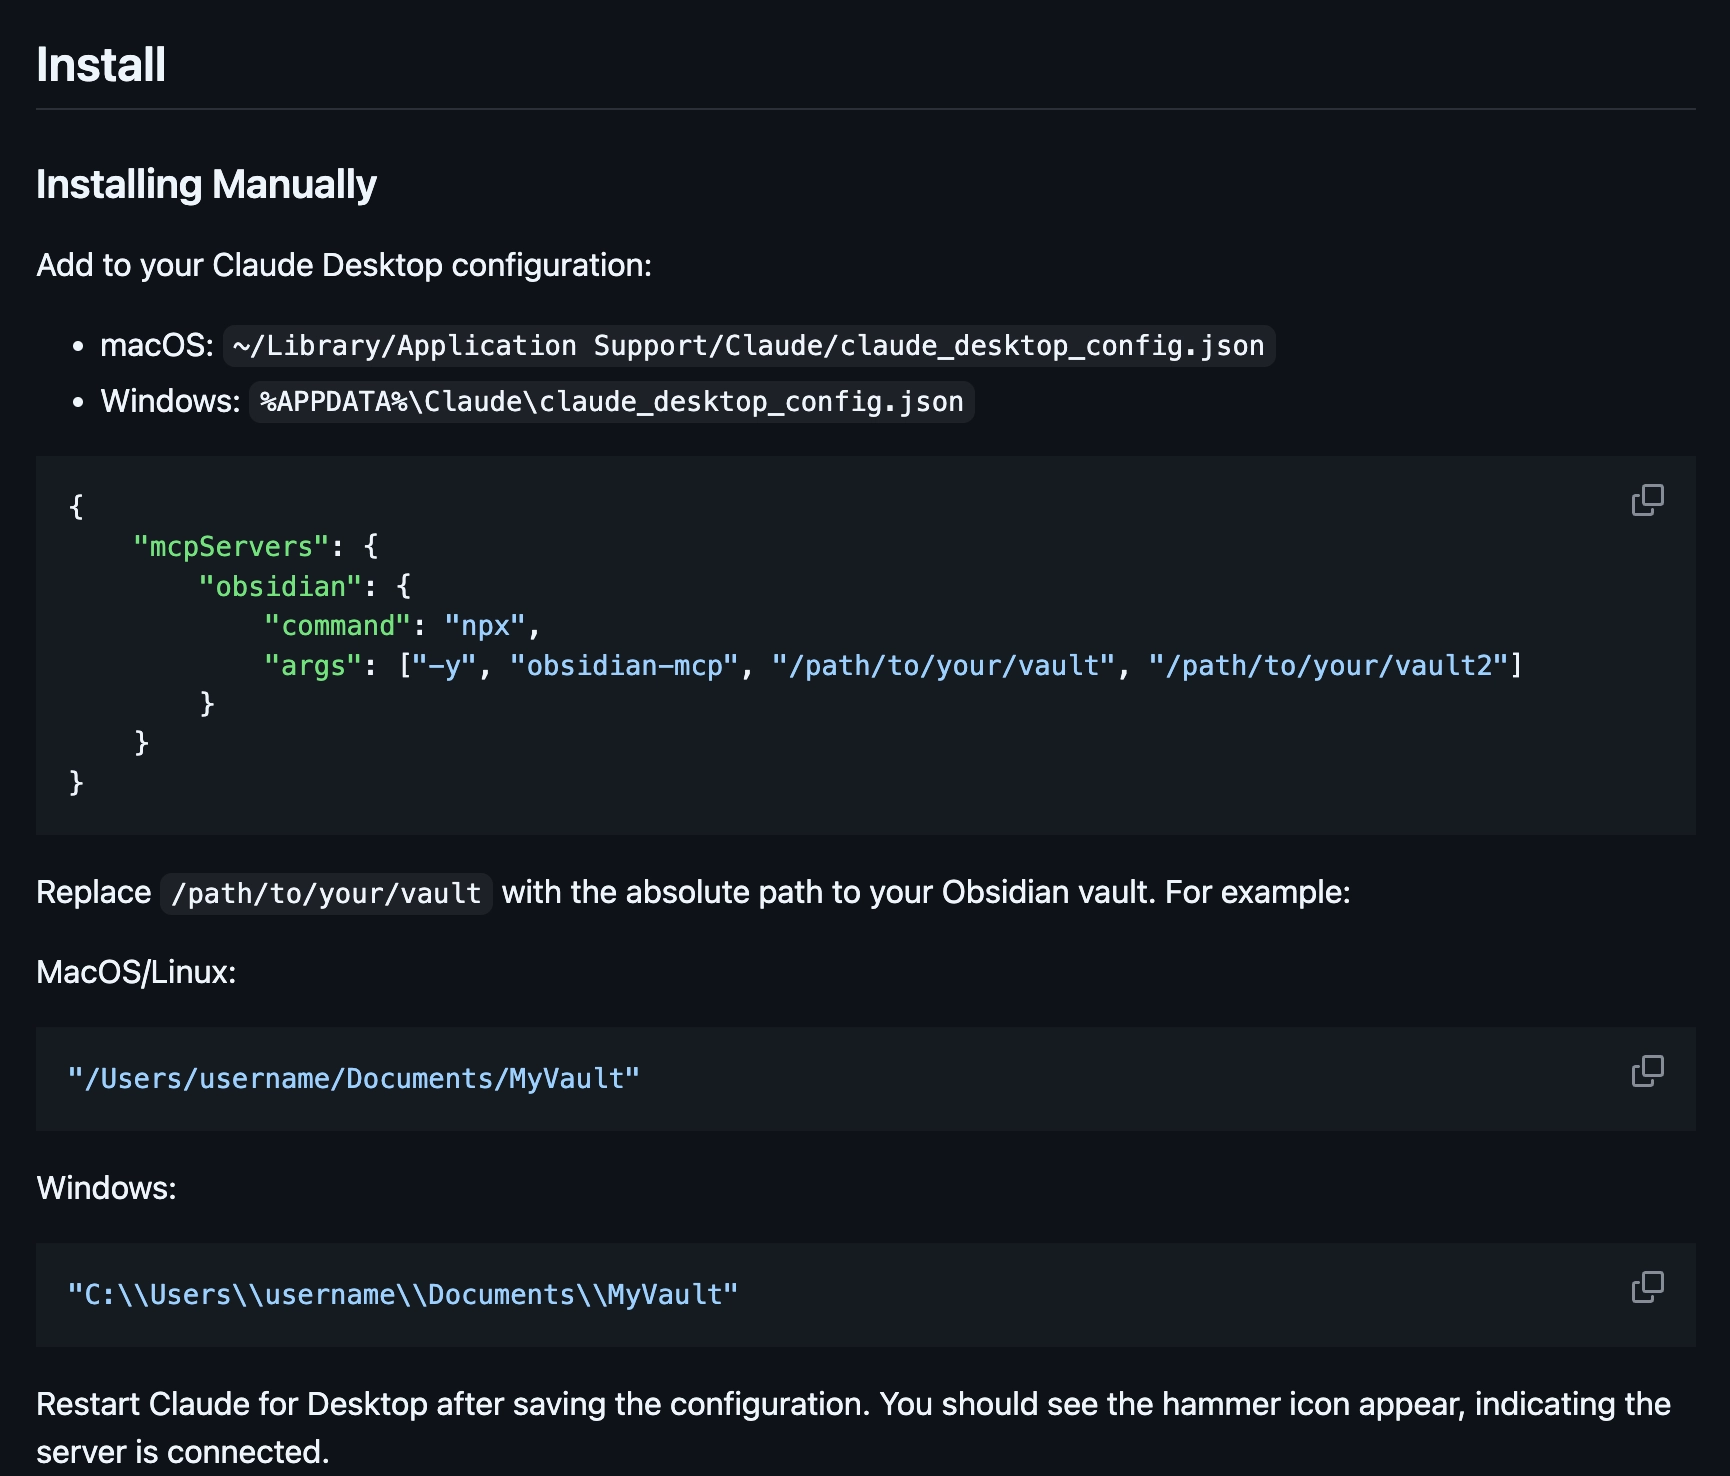 Install
Installing Manually
Add to your Claude Desktop configuration:
• macOS: ~/Library/Application Support/Claude/claude_desktop_config.json
• Windows: %APPDATA%\Claude\claude_desktop_config.json
{
    "mcpServers": {
        "obsidian": {
            "command": "npx",
            "args": ["-y", "obsidian-mcp", "/path/to/your/vault", "/path/to/your/vault2"]
        }
    }
}
Replace /path/to/your/vault with the absolute path to your Obsidian vault. For example:
MacOS/Linux:
"/Users/username/Documents/MyVault"
Windows:
"C:\\Users\\username\\Documents\\MyVault"
Restart Claude for Desktop after saving the configuration. You should see the hammer icon appear, indicating the
server is connected.